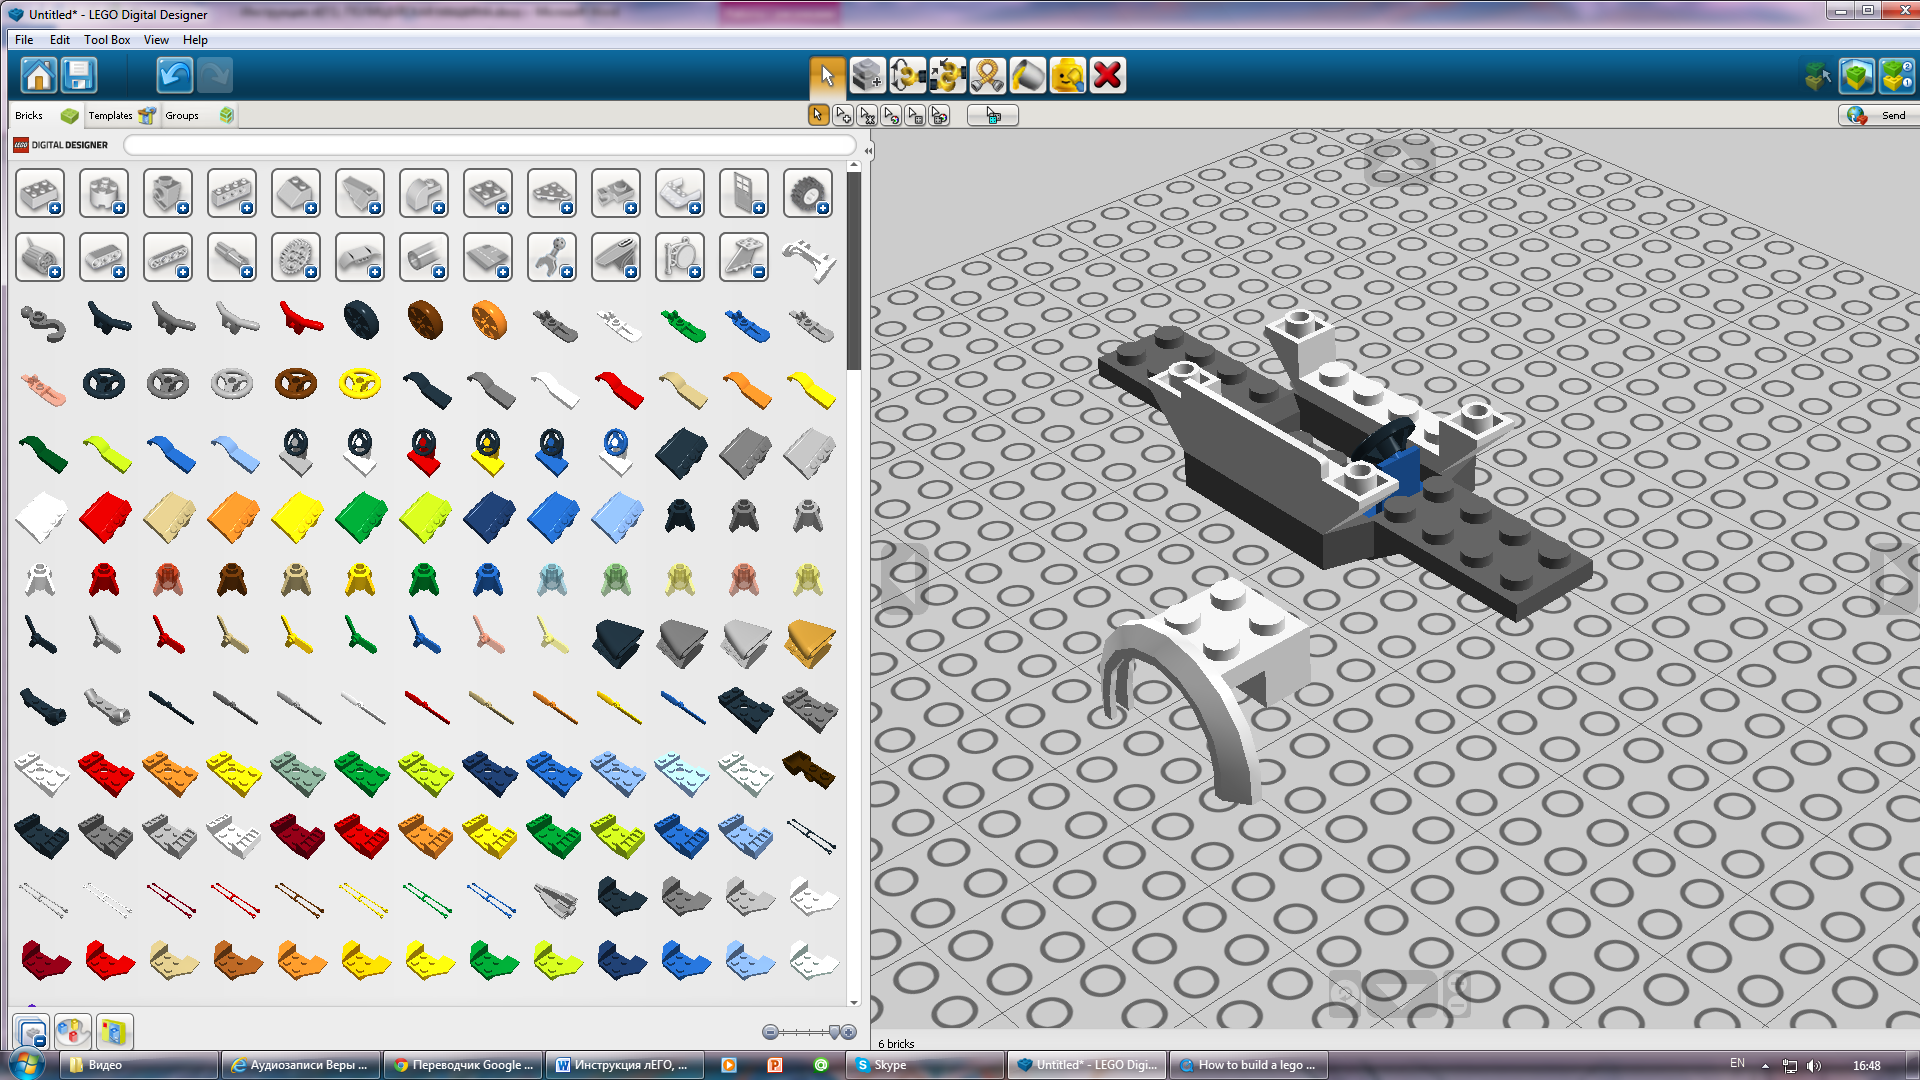 Untitled* - LEGO Digital Designer
File Edit Tool Box View Help
Bricks Templates Groups
Send
LEGO DIGITAL DESIGNER
6 bricks
Видео
Аудиозаписи Веры ...
Переводчик Google ...
Инструкция лЕГО, ...
Skype
Untitled* - LEGO Digi...
How to build a lego ...
EN
16:48